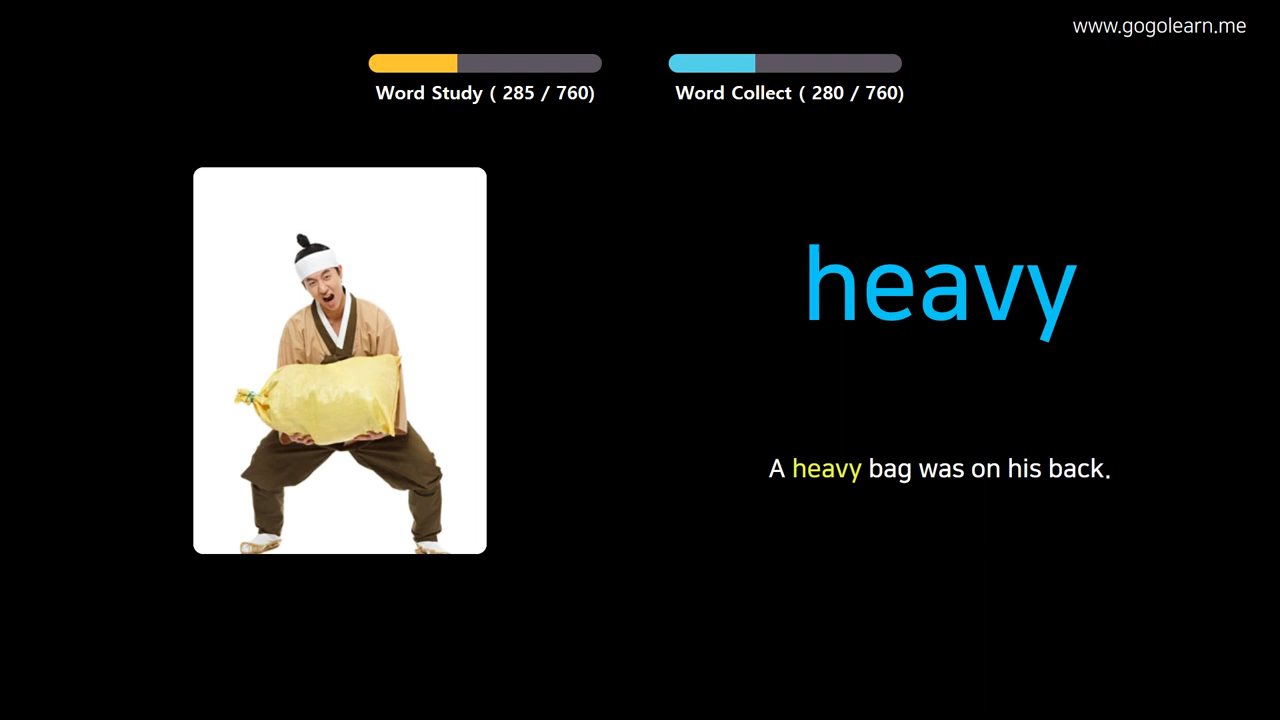 www.gogolearn.me
Word Study ( 285 / 760)
Word Collect ( 280 / 760)
heavy
A heavy bag was on his back.